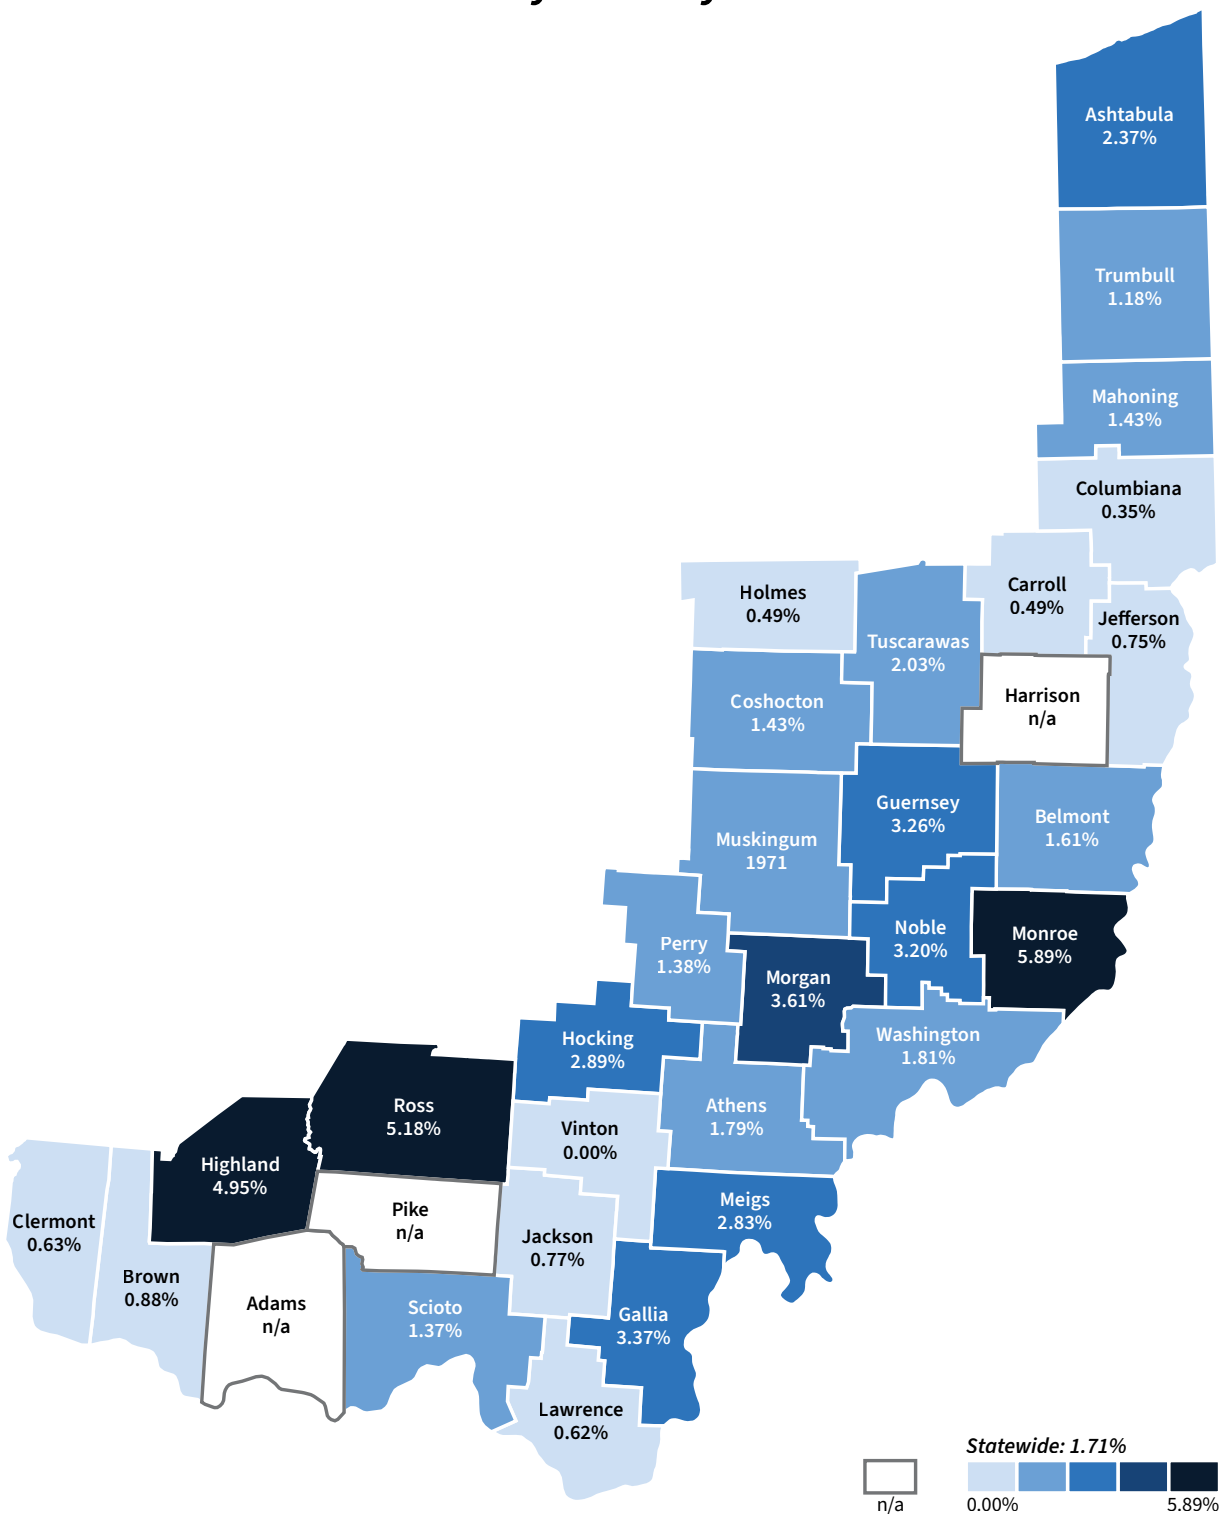 Ashtabula
2.37%
Trumbull
1.18%
Mahoning
1.43%
Columbiana
0.35%
Holmes
0.49%
Carroll
0.49%
Jefferson
0.75%
Tuscarawas
2.03%
Coshocton
1.43%
Harrison
n/a
Guernsey
3.26%
Belmont
1.61%
Muskingum
1971
Noble
3.20%
Monroe
5.89%
Perry
1.38%
Morgan
3.61%
Washington
1.81%
Hocking
2.89%
Ross
5.18%
Athens
1.79%
Vinton
0.00%
Highland
4.95%
Meigs
2.83%
Pike
n/a
Clermont
0.63%
Jackson
0.77%
Brown
0.88%
Adams
n/a
Scioto
1.37%
Gallia
3.37%
Lawrence
0.62%
Statewide: 1.71%
n/a
0.00%
5.89%